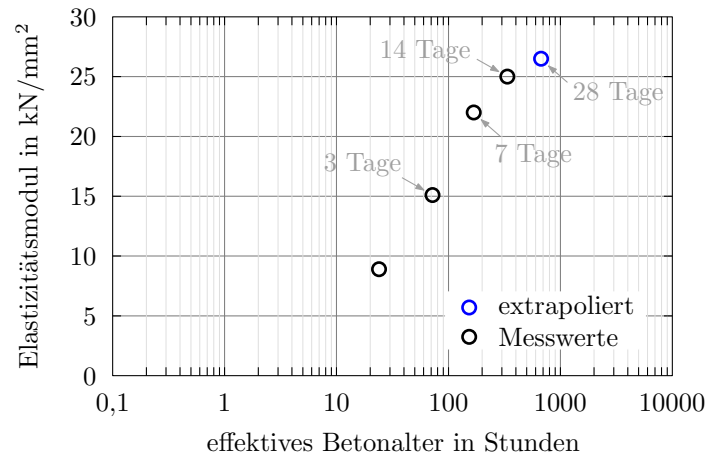 30
25
20
15
10
5
0
Elastizitätsmodul in kN/mm²
14 Tage
28 Tage
7 Tage
3 Tage
extrapoliert
Messwerte
0,1 1 10 100 1000 10000
effektives Betonalter in Stunden